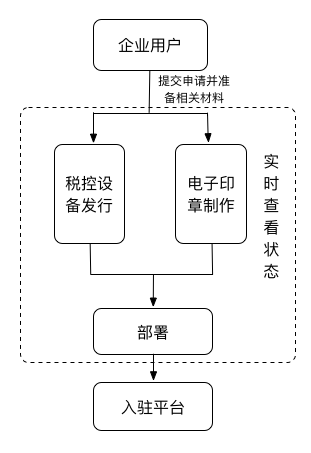 企业用户
提交申请并准
备相关材料
税控设
备发行
电子印
章制作
实
时
查
看
状
态
部署
入驻平台